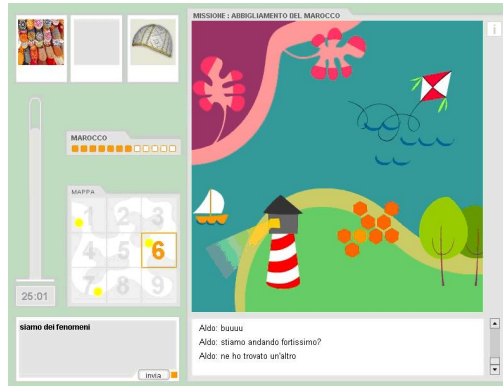 MISSIONE : ABBIGLIAMENTO DEL MAROCCO
i
MAROCCO
MAPPA
1 2 3
4 5 6
7 8 9
25:01
siamo dei fenomeni
invia
Aldo: buuuu
Aldo: stiamo andando fortissimo?
Aldo: ne ho trovato un'altro